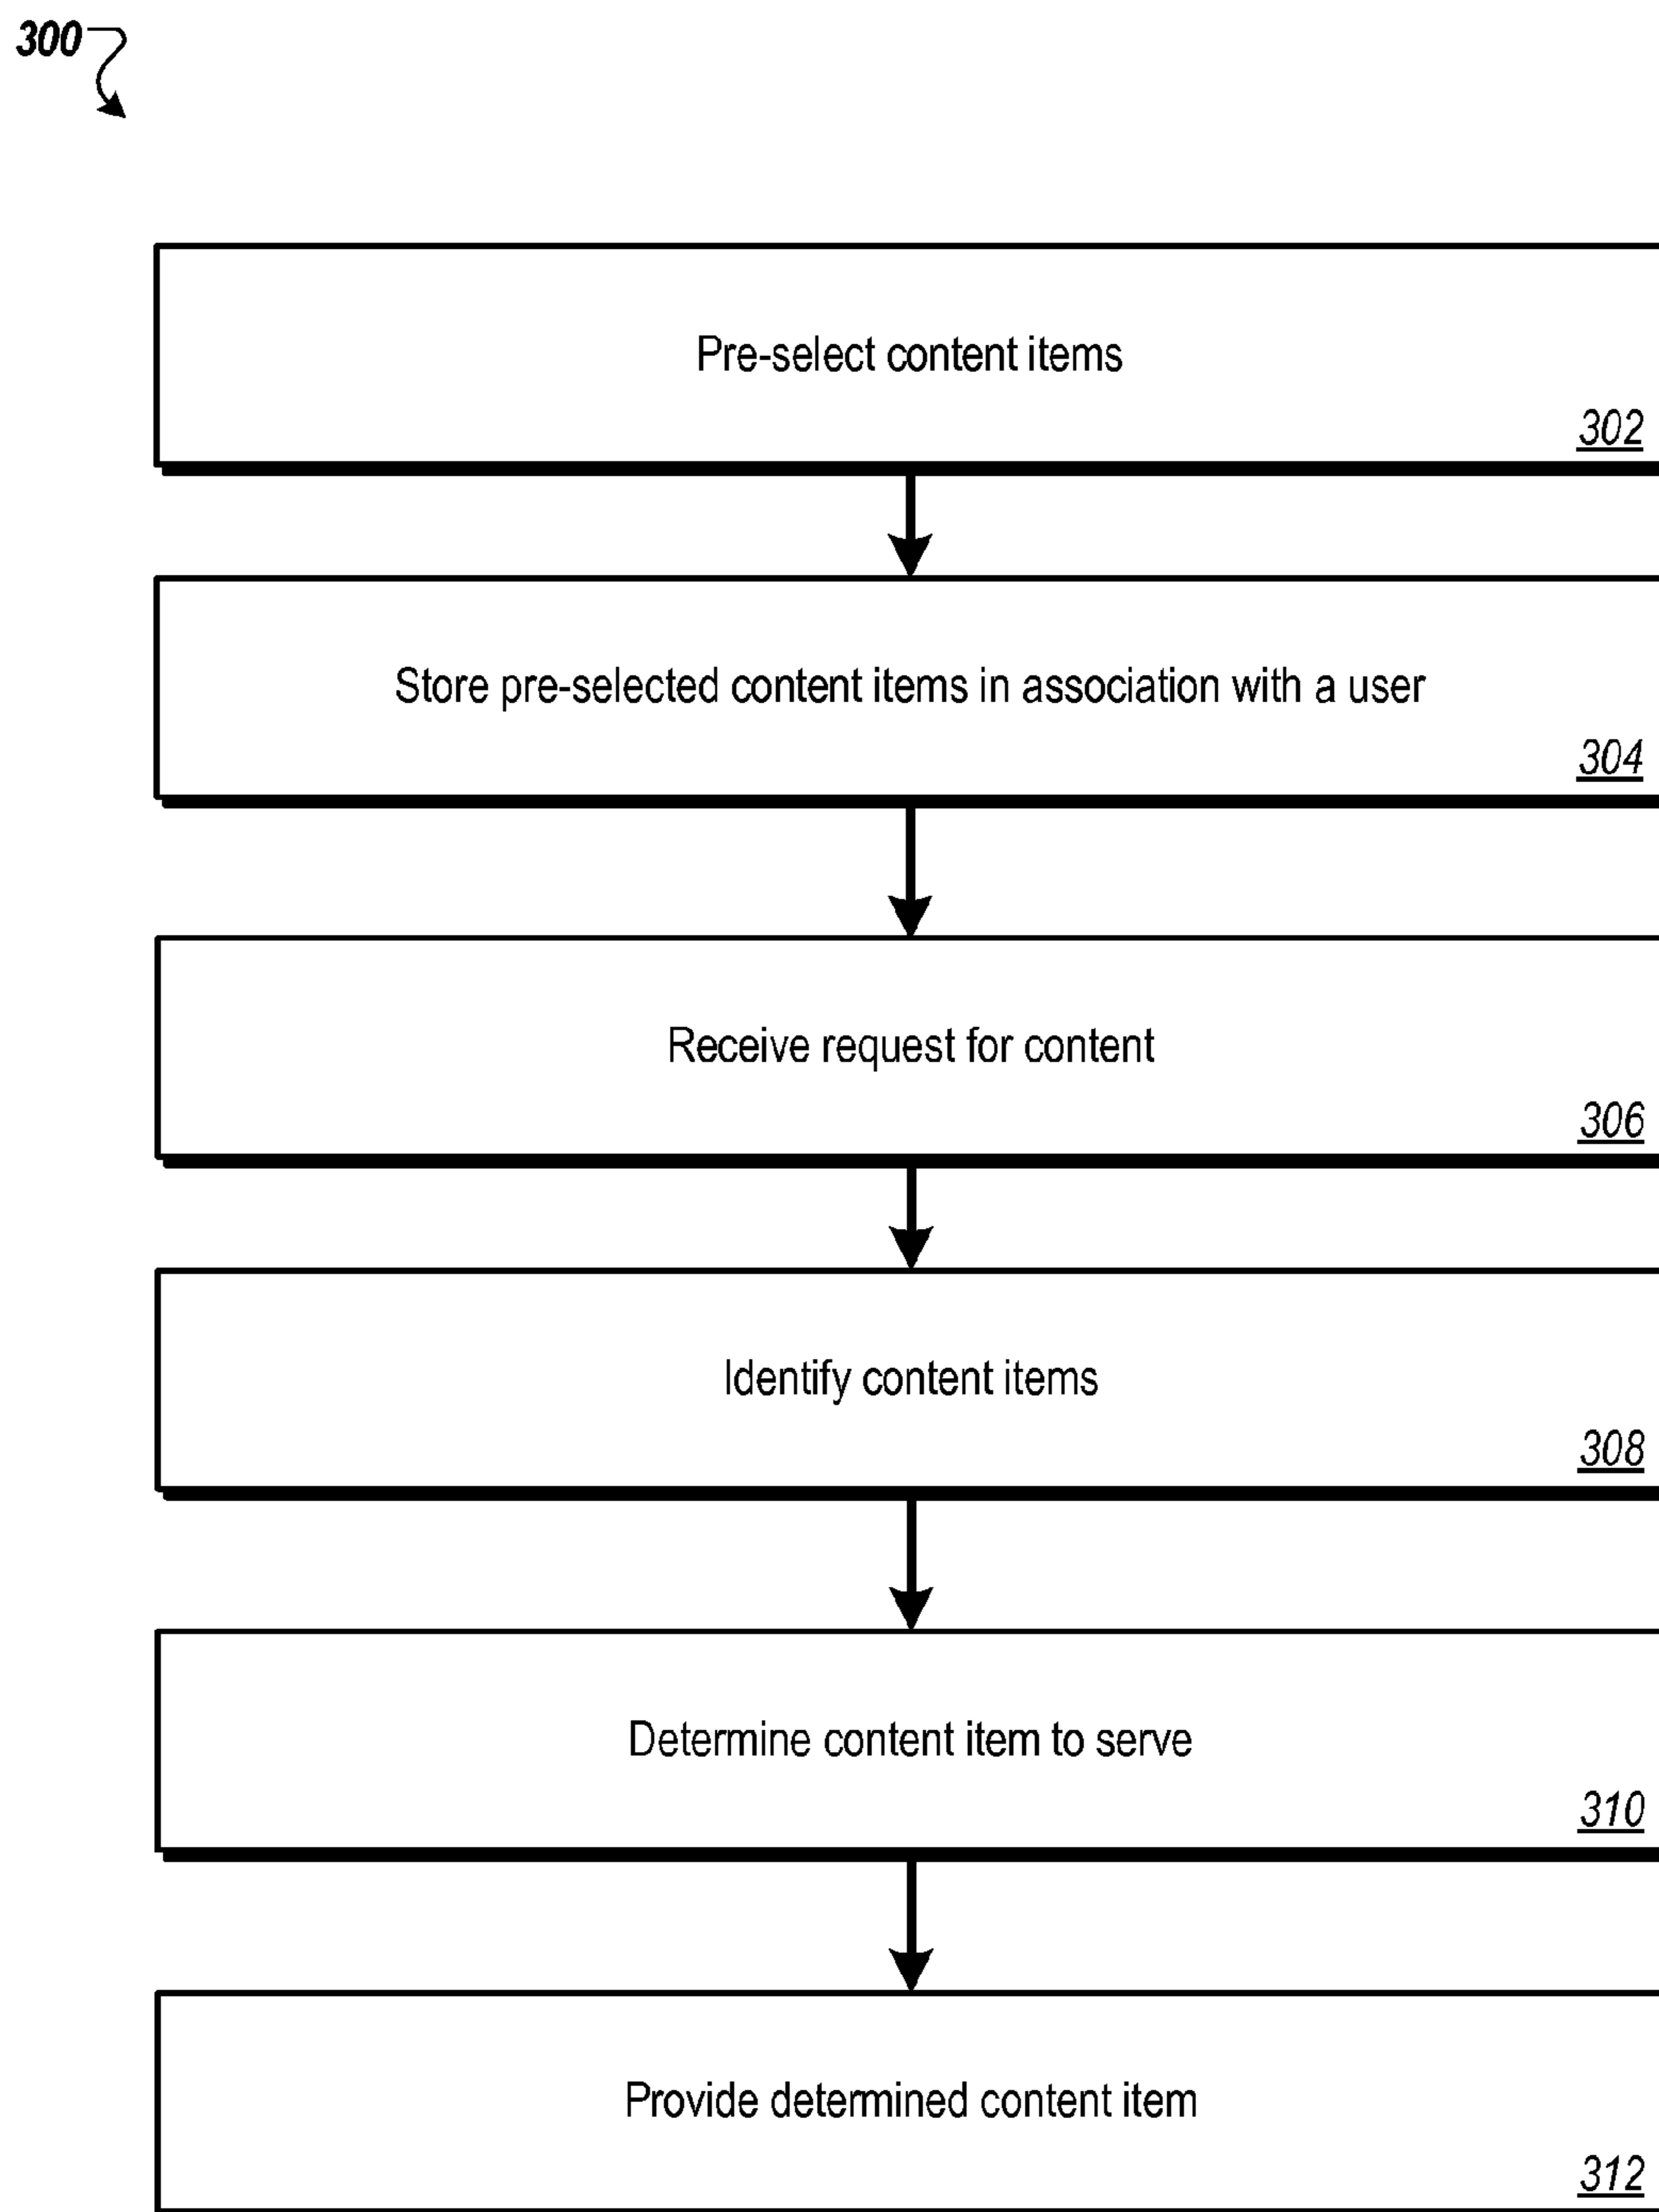 300
Pre-select content items
302
Store pre-selected content items in association with a user
304
Receive request for content
306
Identify content items
308
Determine content item to serve
310
Provide determined content item
312